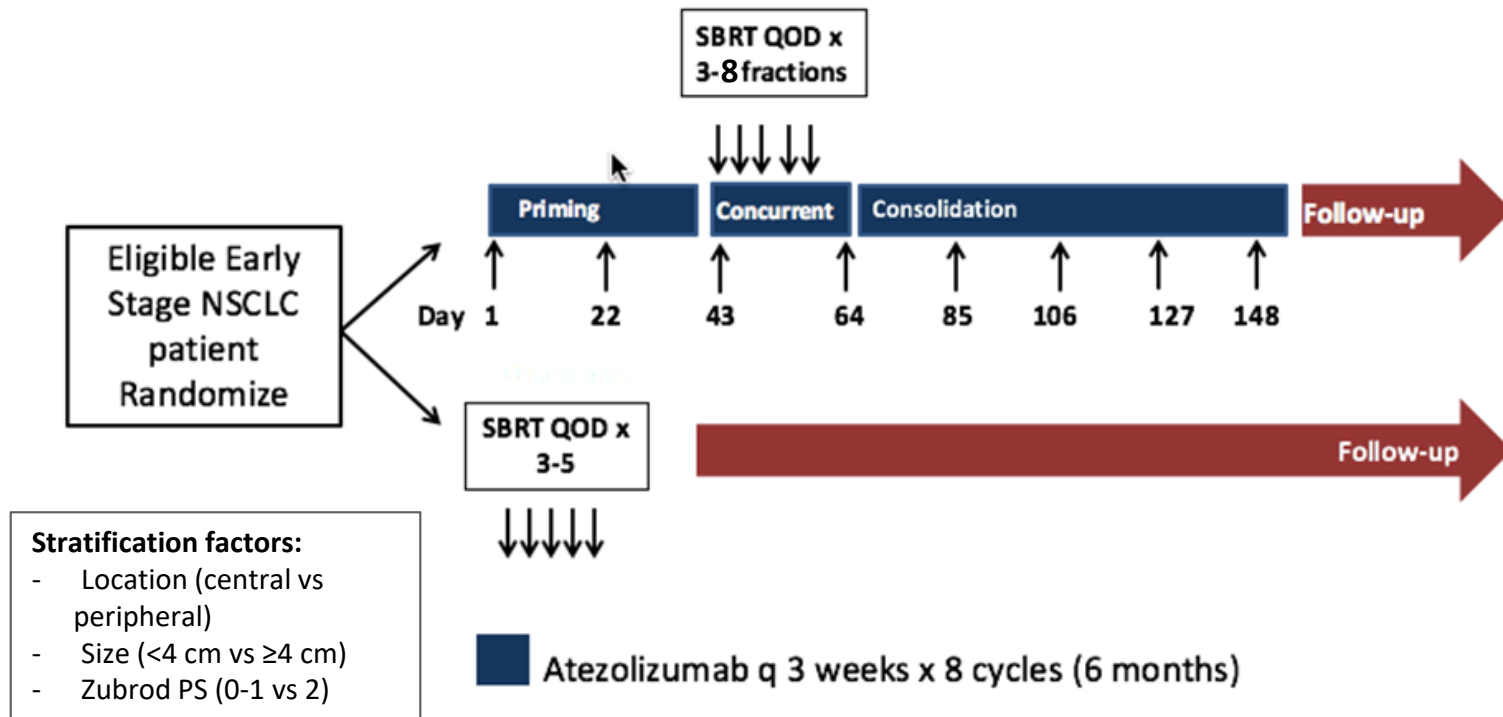 SBRT QOD x
3-8 fractions
Priming
Concurrent
Consolidation
Follow-up
Eligible Early
Stage NSCLC
patient
Randomize
Day 1 22 43 64 85 106 127 148
SBRT QOD x
3-5
Follow-up
Stratification factors:
- Location (central vs
peripheral)
- Size (<4 cm vs ≥4 cm)
- Zubrod PS (0-1 vs 2)
Atezolizumab q 3 weeks x 8 cycles (6 months)